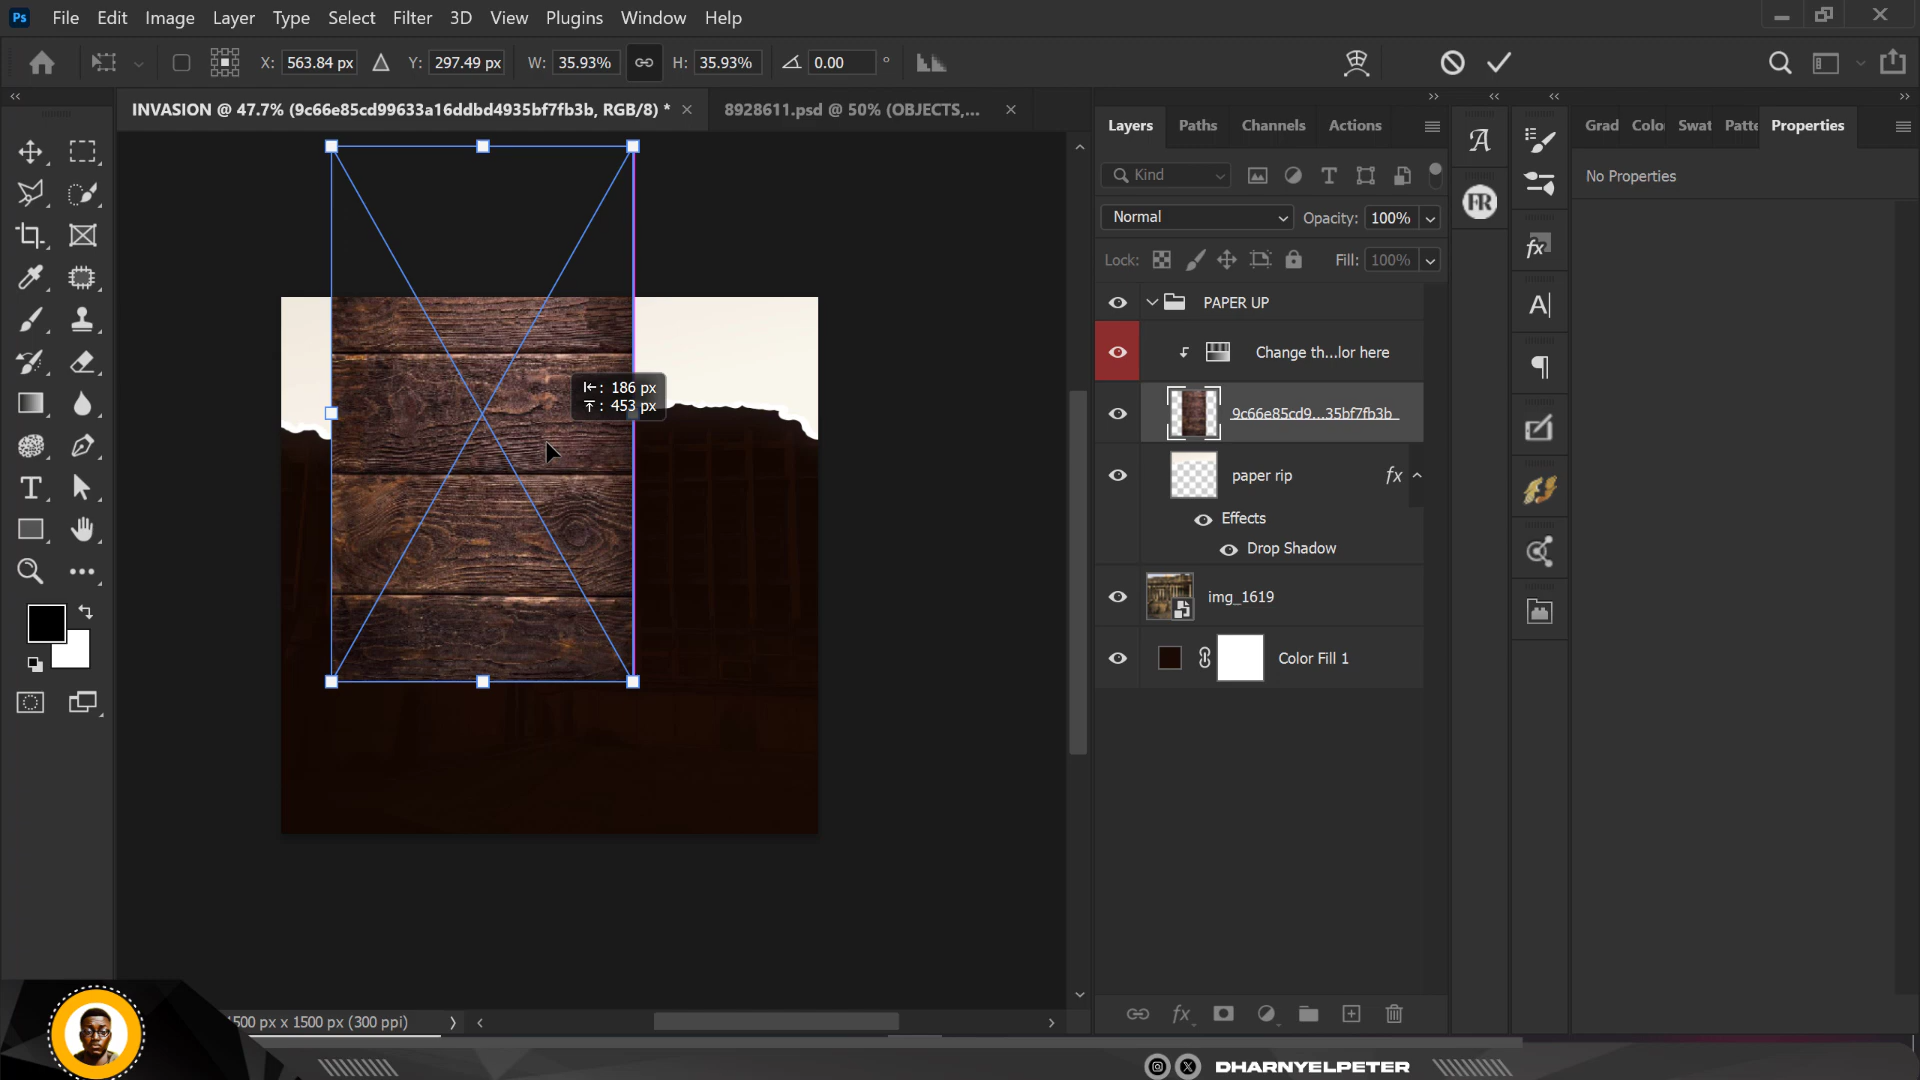 Ps File Edit Image Layer Type Select Filter 3D View Plugins Window Help
X: 563.84 px Y: 297.49 px W: 35.93% H: 35.93% 0.00 °
INVASION @ 47.7% (9c66e85cd99633a16ddbd4935bf7fb3b, RGB/8) * 8928611.psd @ 50% (OBJECTS,...
Layers Paths Channels Actions
Grad Colo Swat Patte Properties
Kind
No Properties
Normal Opacity: 100%
Lock: Fill: 100%
PAPER UP
Change th...lor here
9c66e85cd9...35bf7fb3b
paper rip fx
Effects
Drop Shadow
img_1619
Color Fill 1
FR
186 px
453 px
500 px x 1500 px (300 ppi)
DHARNYELPETER